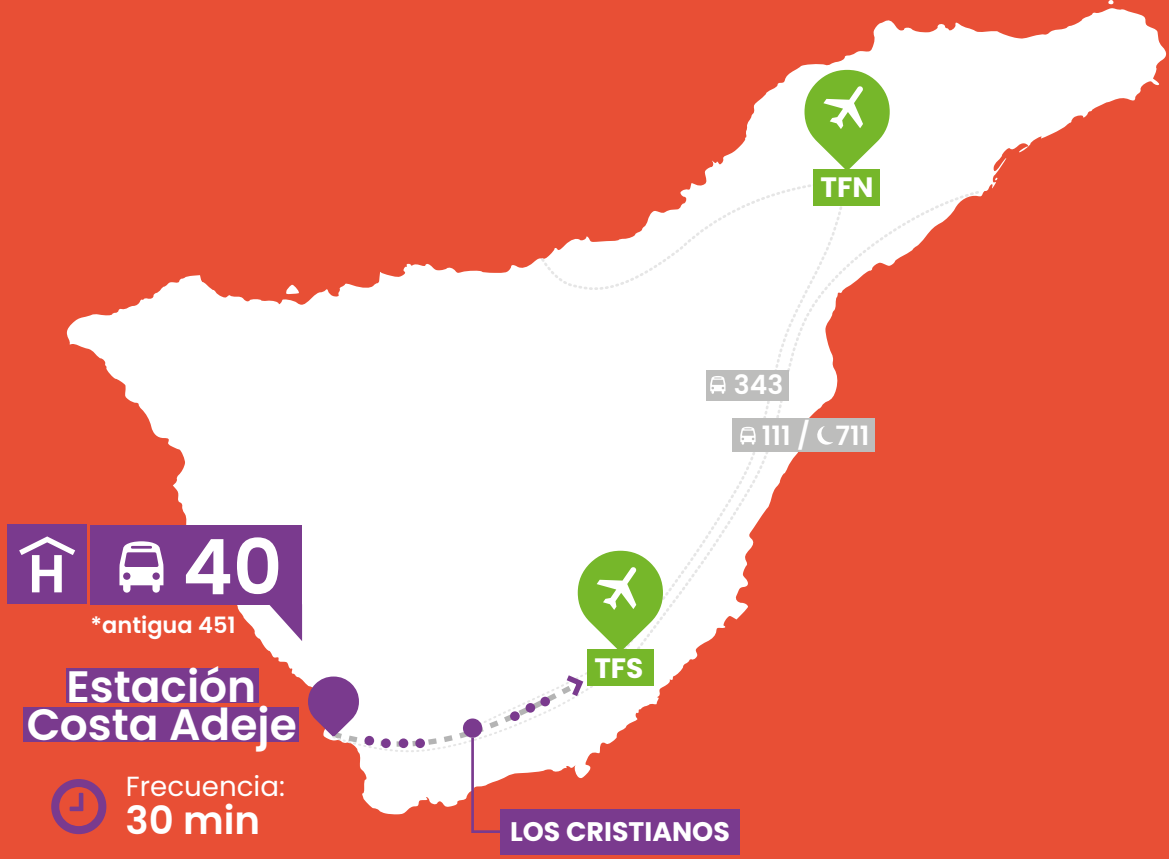 TFN
343
111 / 711
H 40
*antigua 451
TFS
Estación
Costa Adeje
Frecuencia:
30 min
LOS CRISTIANOS